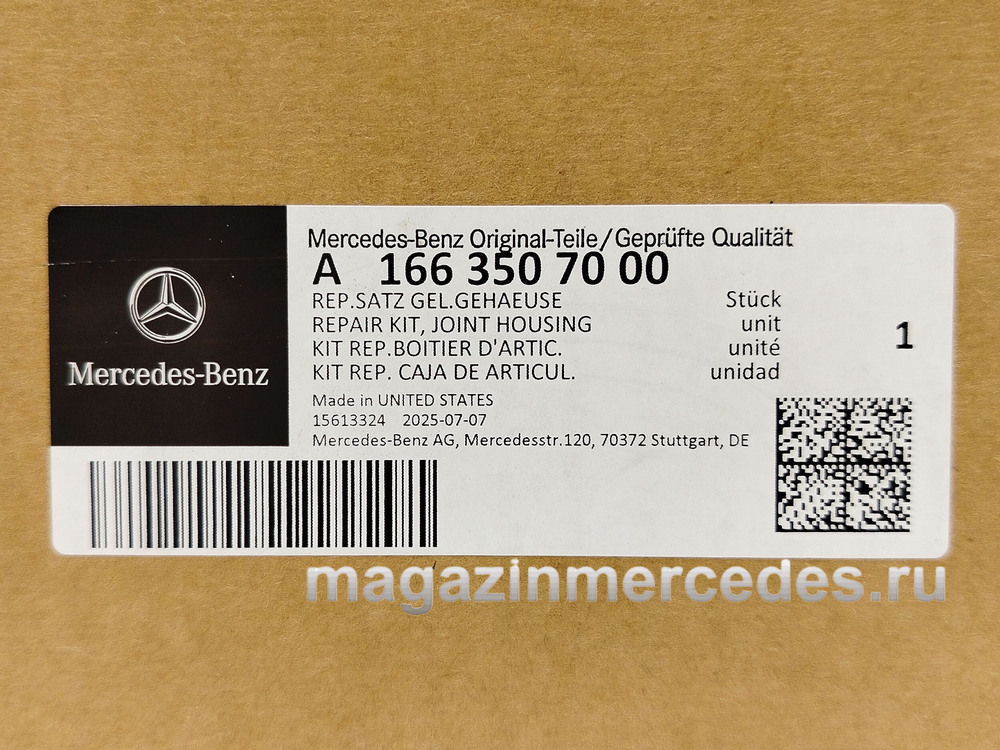 Mercedes-Benz
Mercedes-Benz Original-Teile/Geprüfte Qualität
A 166 350 70 00
REP.SATZ GEL.GEHAEUSE Stück
REPAIR KIT, JOINT HOUSING unit
KIT REP.BOITIER D'ARTIC. unité
KIT REP. CAJA DE ARTICUL. unidad
1
Made in UNITED STATES
15613324 2025-07-07
Mercedes-Benz AG, Mercedesstr.120, 70372 Stuttgart, DE
magazinmercedes.ru